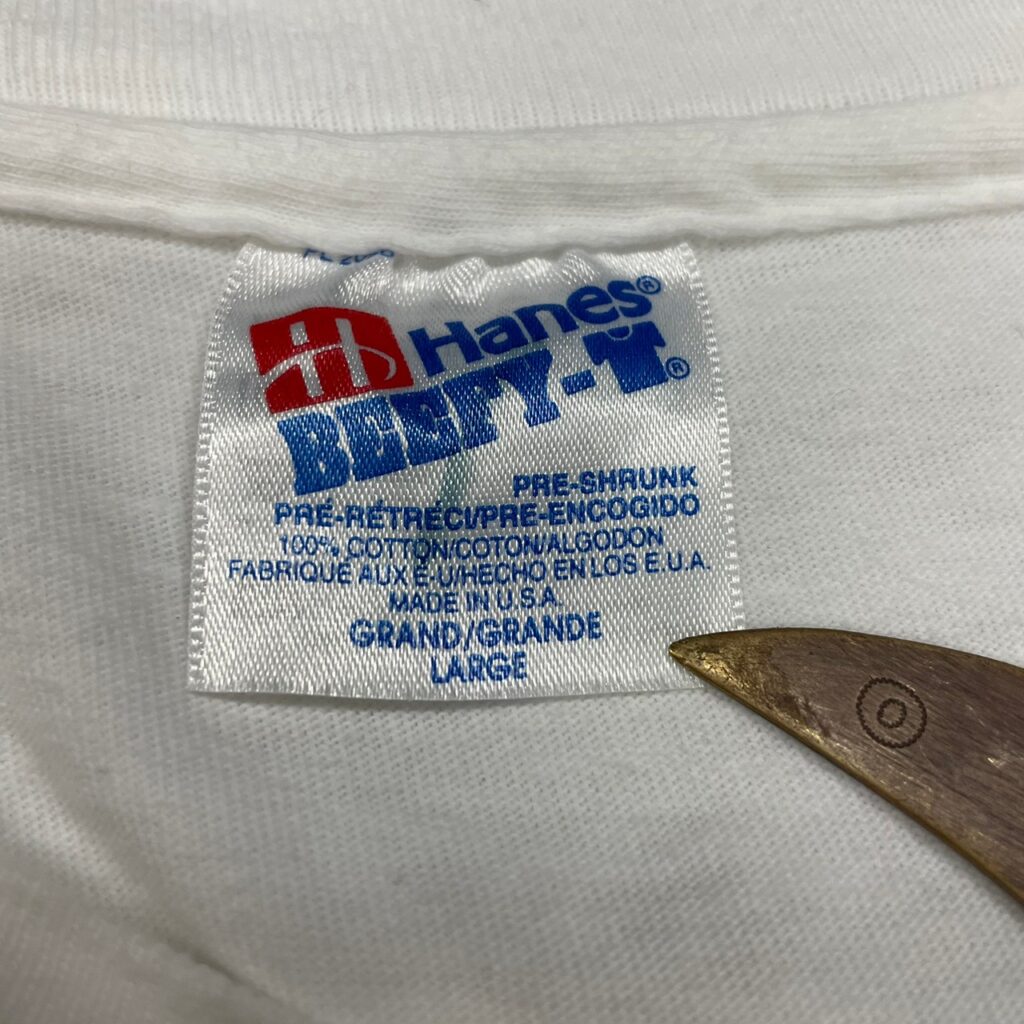 Hanes®
BEEFY-T®
PRE-SHRUNK
PRÉ-RÉTRÉCI/PRE-ENCOGIDO
100% COTTON/COTON/ALGODON
FABRIQUE AUX E-U/HECHO EN LOS E.U.A.
MADE IN U.S.A.
GRAND/GRANDE
LARGE